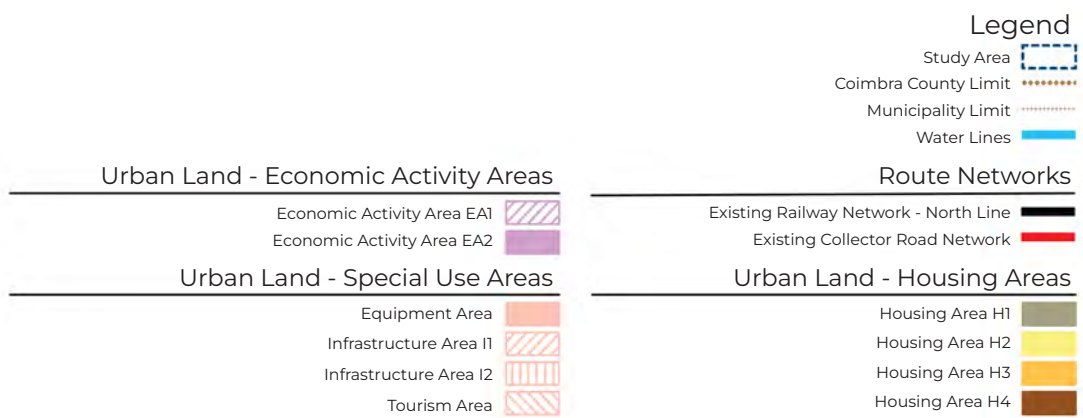 Legend
Study Area
Coimbra County Limit
Municipality Limit
Water Lines
Urban Land - Economic Activity Areas
Economic Activity Area EA1
Economic Activity Area EA2
Urban Land - Special Use Areas
Equipment Area
Infrastructure Area I1
Infrastructure Area I2
Tourism Area
Route Networks
Existing Railway Network - North Line
Existing Collector Road Network
Urban Land - Housing Areas
Housing Area H1
Housing Area H2
Housing Area H3
Housing Area H4